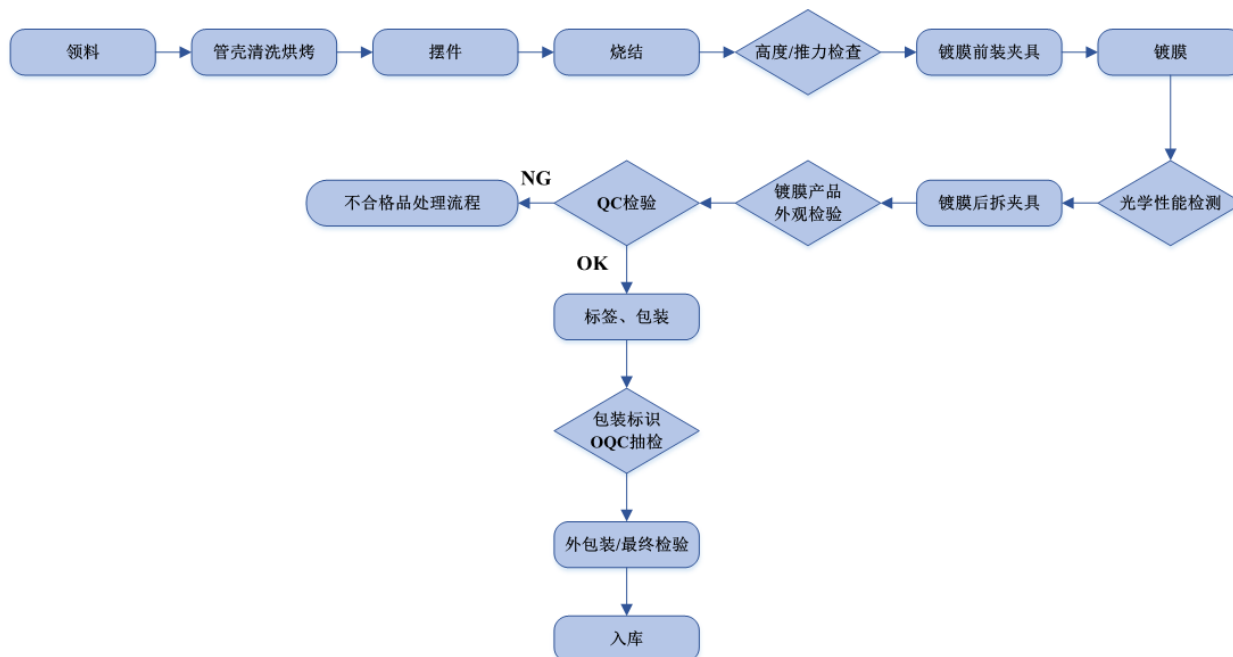 领料
管壳清洗烘烤
摆件
烧结
高度/推力检查
镀膜前装夹具
镀膜
光学性能检测
镀膜后拆夹具
镀膜产品
外观检验
QC检验
NG
不合格品处理流程
OK
标签、包装
包装标识
OQC抽检
外包装/最终检验
入库